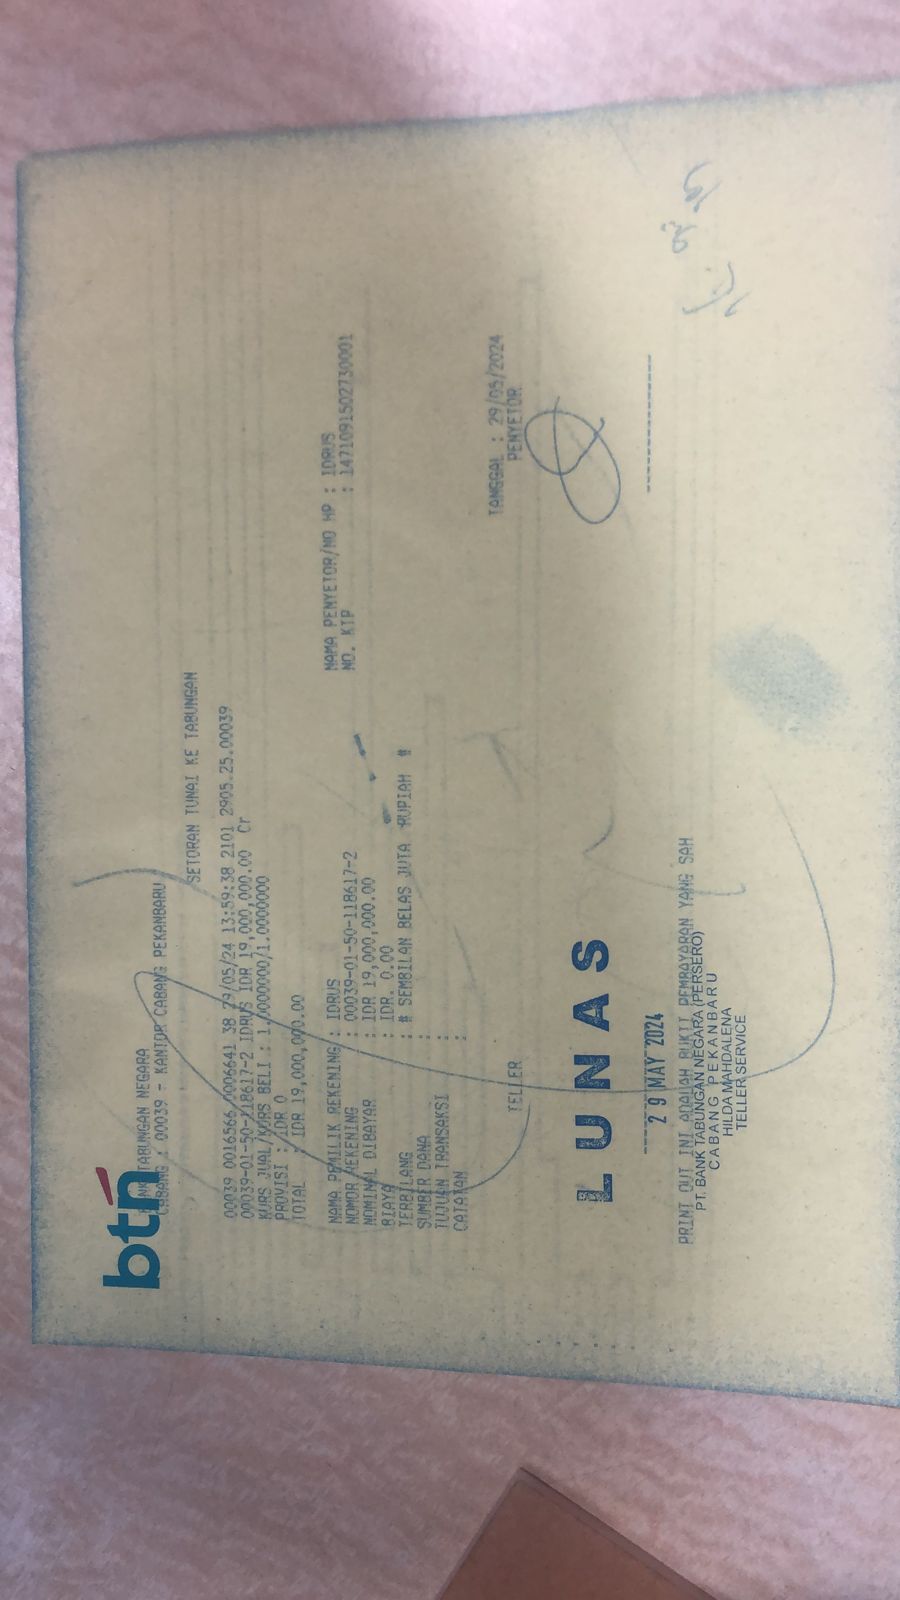 btn
BANK TABUNGAN NEGARA
CABANG : 00039 - KANTOR CABANG PEKANBARU
SETORAN TUNAI KE TABUNGAN
00039 0016566 0006641 38 29/05/24 13:59:38 2101 2905.25.00039
00039-01-50-118617-2 IDRUS IDR 19,000,000.00 Cr
KURS JUAL/KURS BELI : 1.0000000/1.0000000
PROVISI : IDR 0
TOTAL : IDR 19,000,000.00
NAMA PEMILIK REKENING : IDRUS NAMA PENYETOR/NO HP : IDRUS
NOMOR REKENING : 00039-01-50-118617-2 NO. KTP : 1471091502730001
NOMINAL DIBAYAR : IDR 19,000,000.00
BIAYA : IDR. 0.00
TERBILANG : # SEMBILAN BELAS JUTA RUPIAH #
SUMBER DANA :
TUJUAN TRANSAKSI :
CATATAN :
TANGGAL : 29/05/2024
TELLER PENYETOR
LUNAS
29 MAY 2024
PRINT OUT INI ADALAH BUKTI PEMBAYARAN YANG SAH
PT. BANK TABUNGAN NEGARA (PERSERO)
CABANG PEKANBARU
HILDA MAHDALENA
TELLER SERVICE